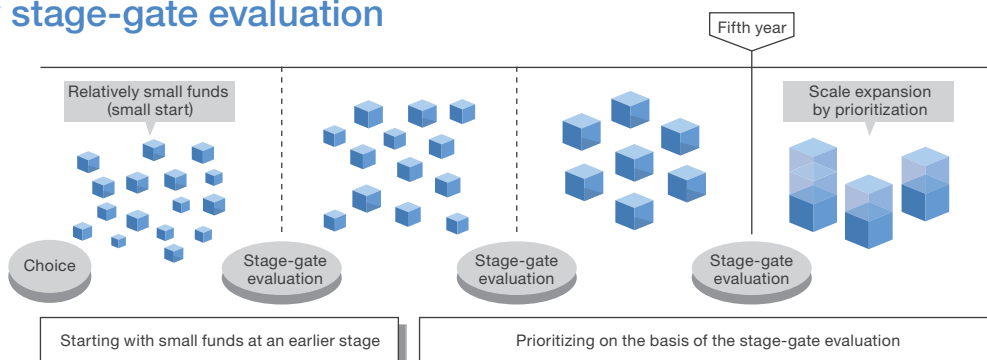 stage-gate evaluation
Fifth year
Relatively small funds
(small start)
Scale expansion
by prioritization
Choice
Stage-gate
evaluation
Stage-gate
evaluation
Stage-gate
evaluation
Starting with small funds at an earlier stage
Prioritizing on the basis of the stage-gate evaluation